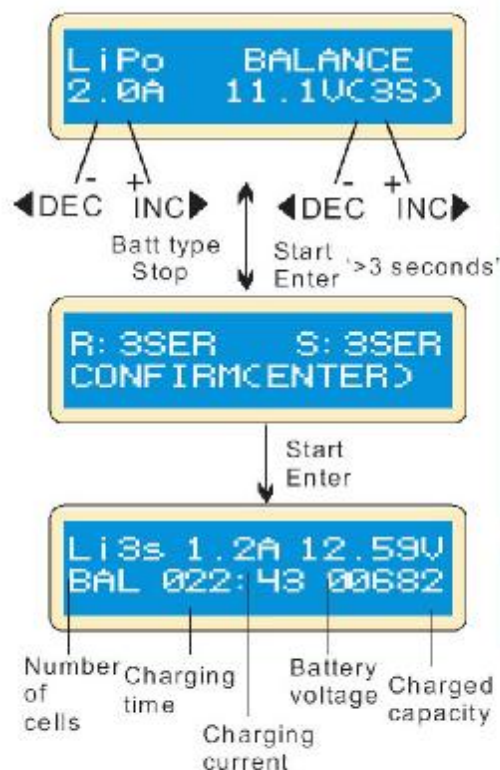 LiPo BALANCE
2.0A 11.1V(3S)
- + - +
◀DEC INC▶ ◀DEC INC▶
Batt type
Stop
Start
Enter '>3 seconds'
R: 3SER S: 3SER
CONFIRM(ENTER)
Start
Enter
Li3s 1.2A 12.59V
BAL 022:43 00682
Number
of
cells
Charging
time
Charging
current
Battery
voltage
Charged
capacity